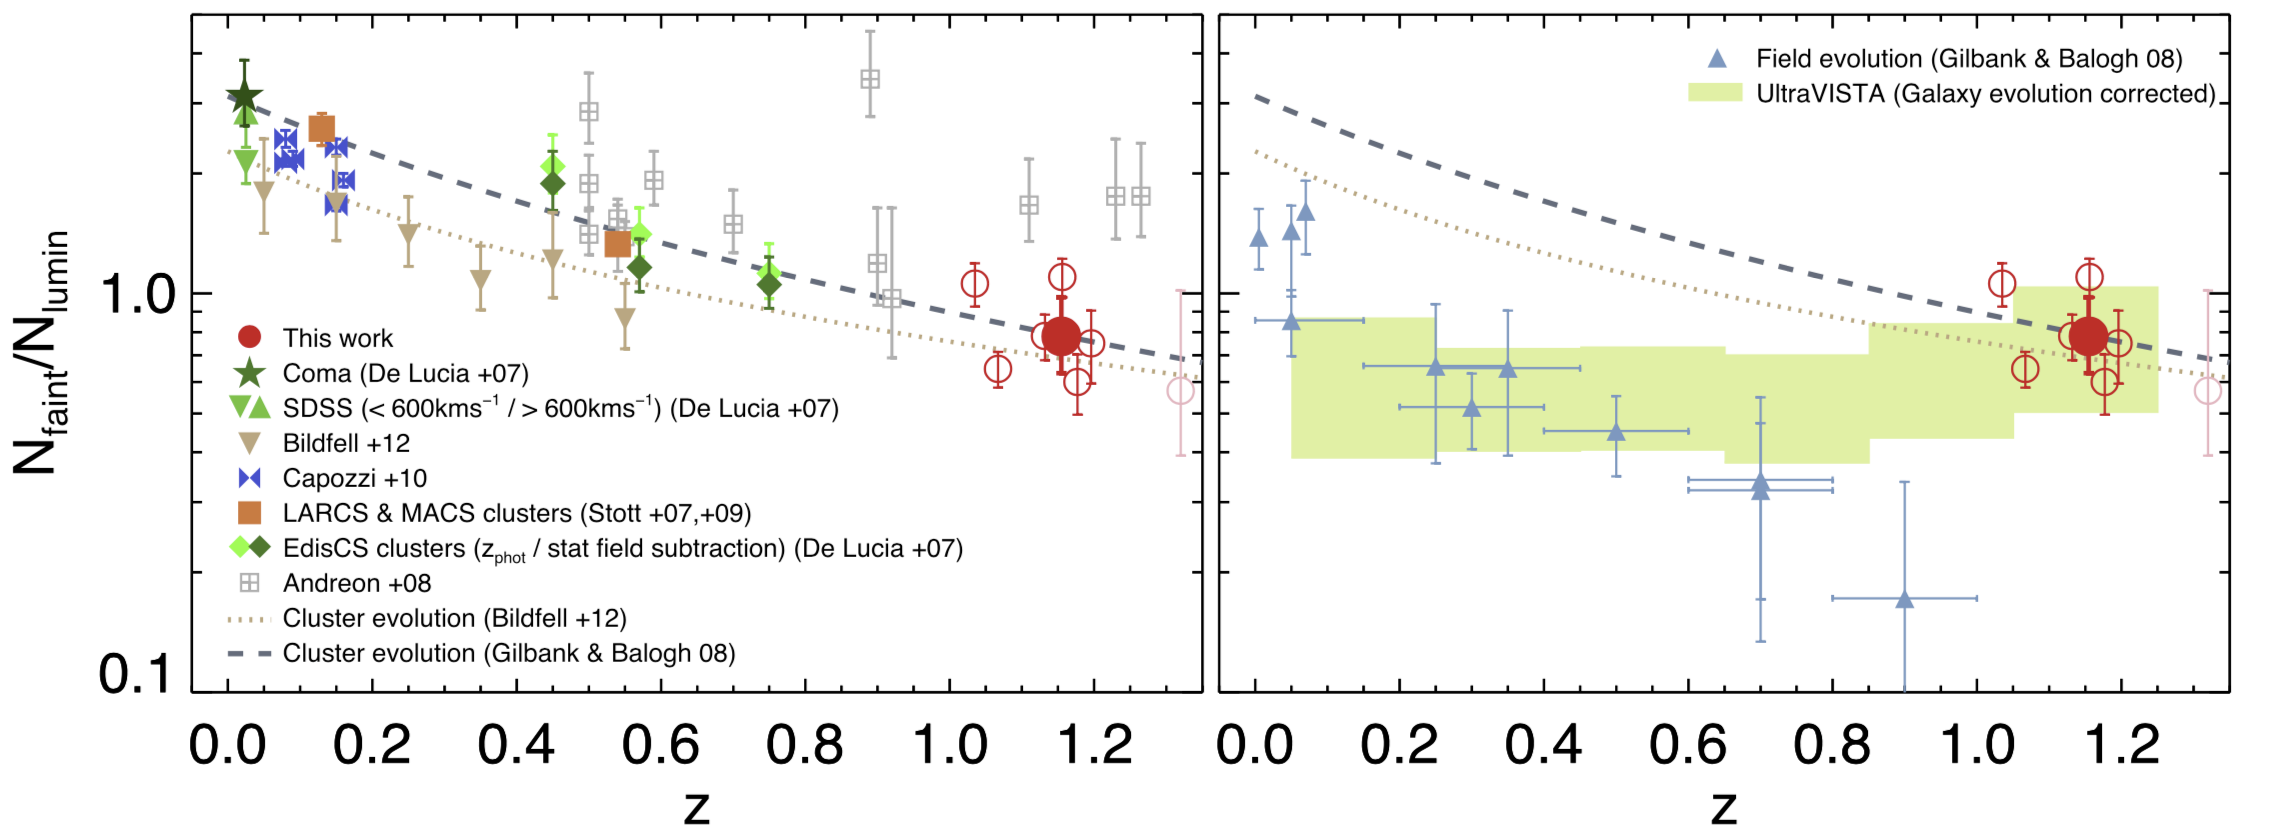 N_faint/N_lumin
1.0
0.1
This work
Coma (De Lucia +07)
SDSS (< 600kms⁻¹ / > 600kms⁻¹) (De Lucia +07)
Bildfell +12
Capozzi +10
LARCS & MACS clusters (Stott +07,+09)
EdisCS clusters (z_phot / stat field subtraction) (De Lucia +07)
Andreon +08
Cluster evolution (Bildfell +12)
Cluster evolution (Gilbank & Balogh 08)
0.0 0.2 0.4 0.6 0.8 1.0 1.2
z
Field evolution (Gilbank & Balogh 08)
UltraVISTA (Galaxy evolution corrected)
0.0 0.2 0.4 0.6 0.8 1.0 1.2
z